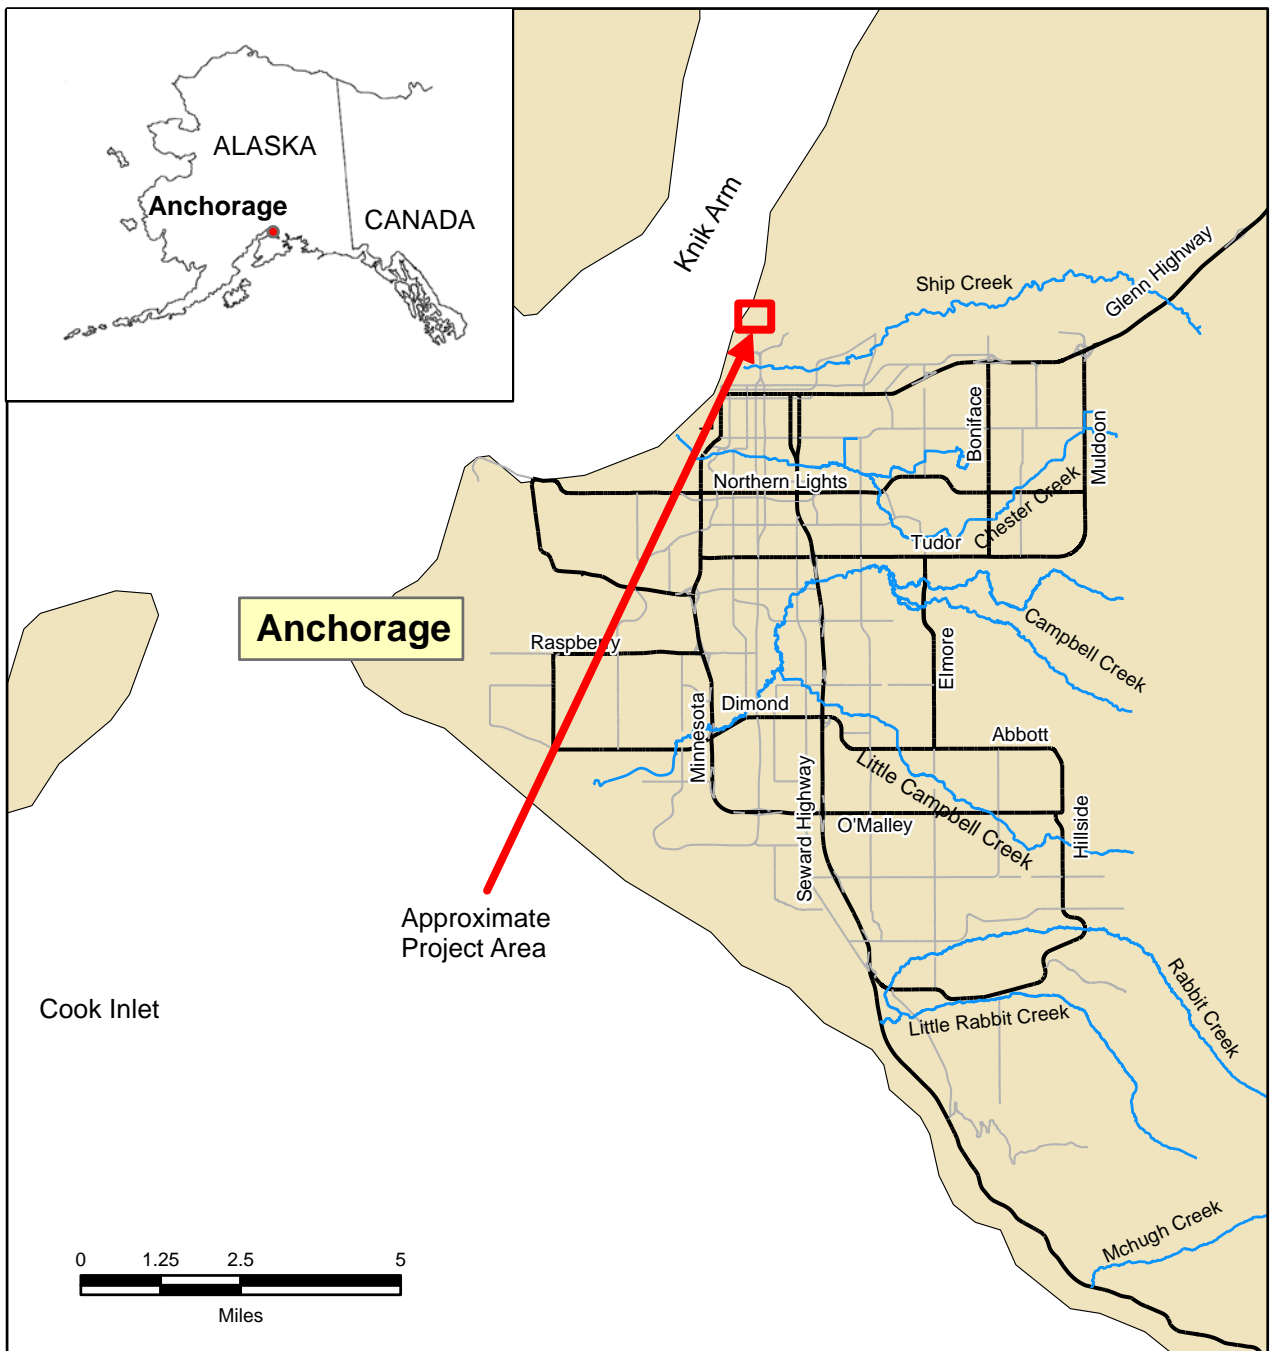 ALASKA
Anchorage
CANADA
Knik Arm
Ship Creek
Glenn Highway
Boniface
Muldoon
Northern Lights
Chester Creek
Tudor
Anchorage
Raspberry
Campbell Creek
Elmore
Minnesota
Dimond
Abbott
Seward Highway
Little Campbell Creek
O'Malley
Hillside
Approximate
Project Area
Cook Inlet
Rabbit Creek
Little Rabbit Creek
Mchugh Creek
0 1.25 2.5 5
Miles